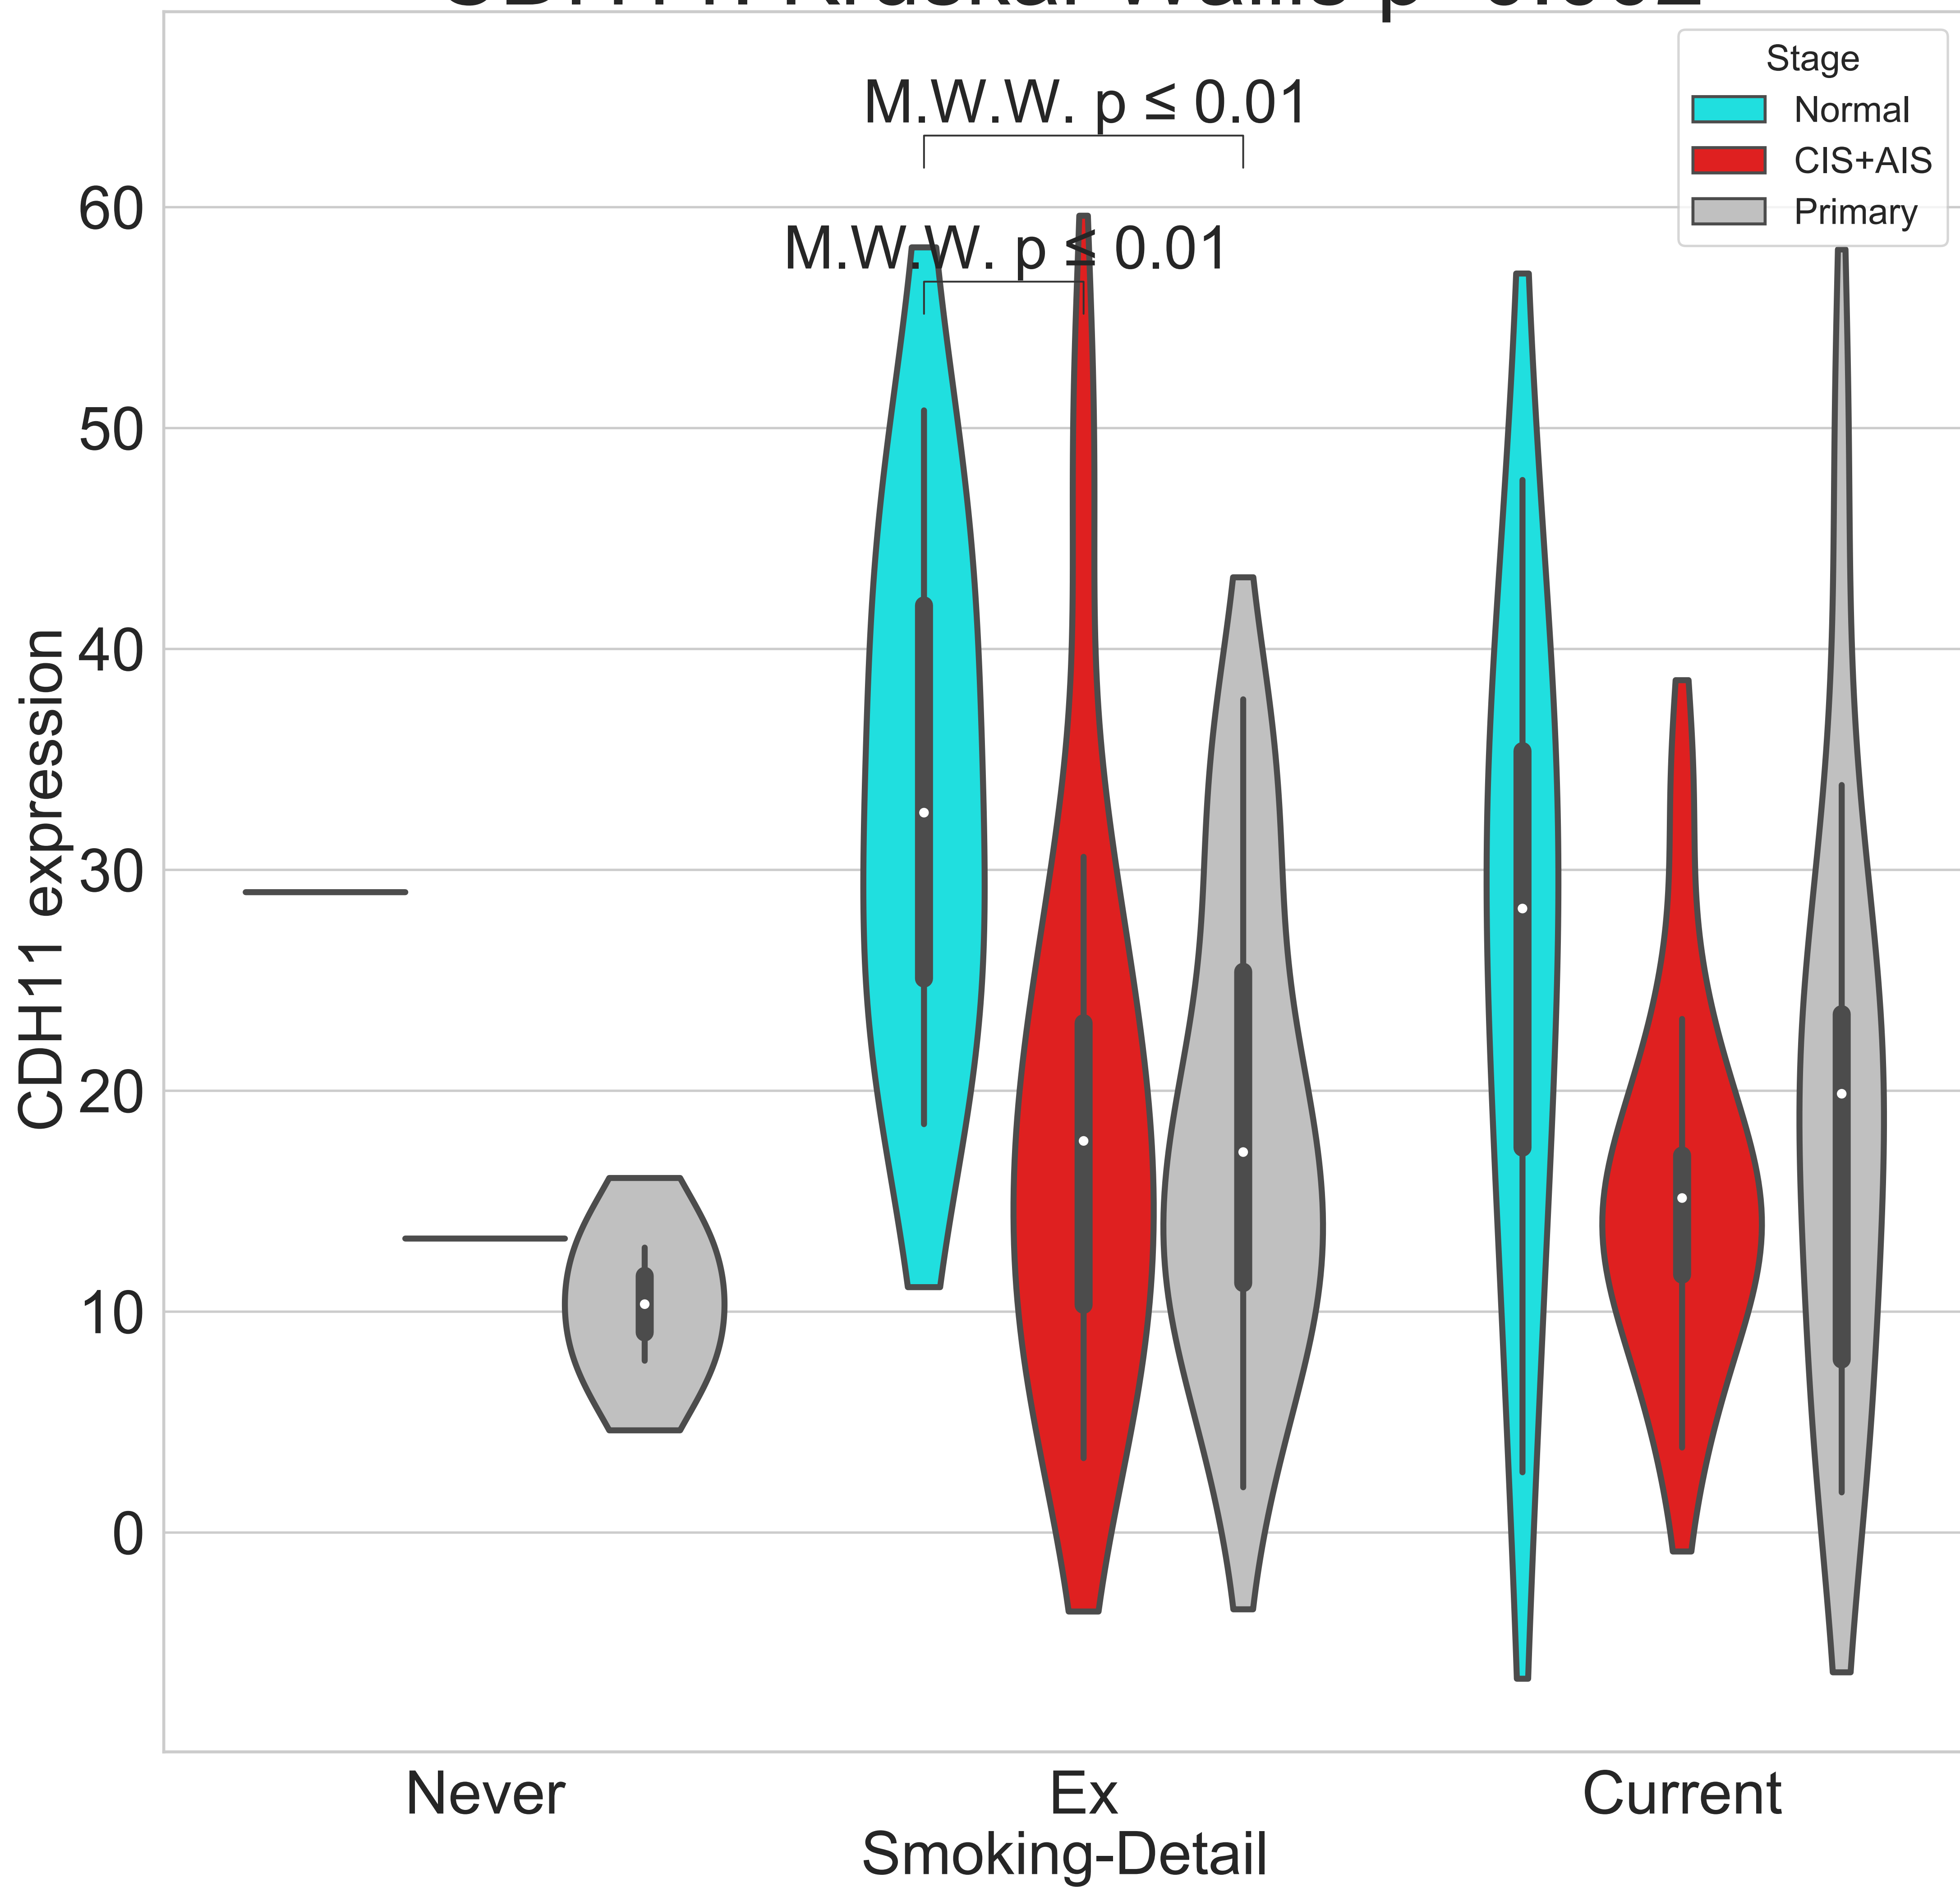 Stage
Normal
CIS+AIS
Primary
M.W.W. p ≤ 0.01
M.W.W. p ≤ 0.01
60
50
40
30
20
10
0
CDH11 expression
Never
Ex
Current
Smoking-Detail